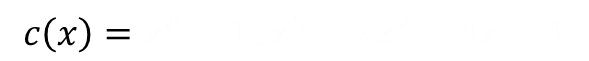 c(x) =